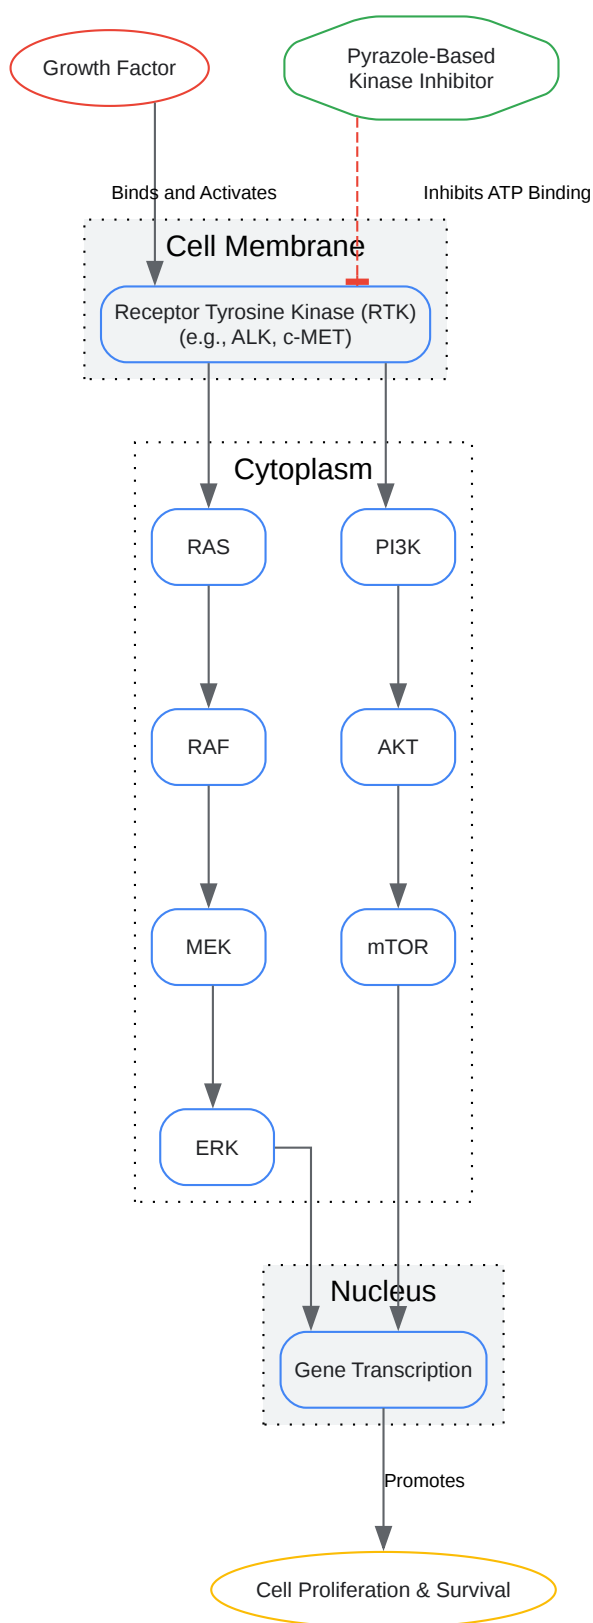 Growth Factor
Pyrazole-Based
Kinase Inhibitor
Binds and Activates
Inhibits ATP Binding
Cell Membrane
Receptor Tyrosine Kinase (RTK)
(e.g., ALK, c-MET)
Cytoplasm
RAS
PI3K
RAF
AKT
MEK
mTOR
ERK
Nucleus
Gene Transcription
Promotes
Cell Proliferation & Survival